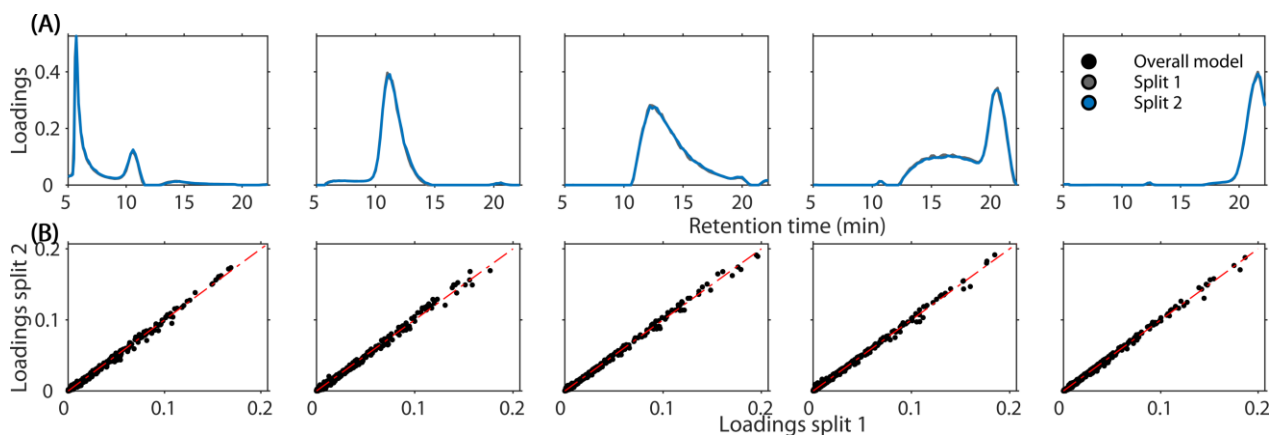 (A)
Loadings
0.4
0.2
0
Overall model
Split 1
Split 2
5 10 15 20
5 10 15 20
5 10 15 20
5 10 15 20
5 10 15 20
Retention time (min)
(B)
Loadings split 2
0.2
0.1
0
0 0.1 0.2
0 0.1 0.2
0 0.1 0.2
0 0.1 0.2
0 0.1 0.2
Loadings split 1